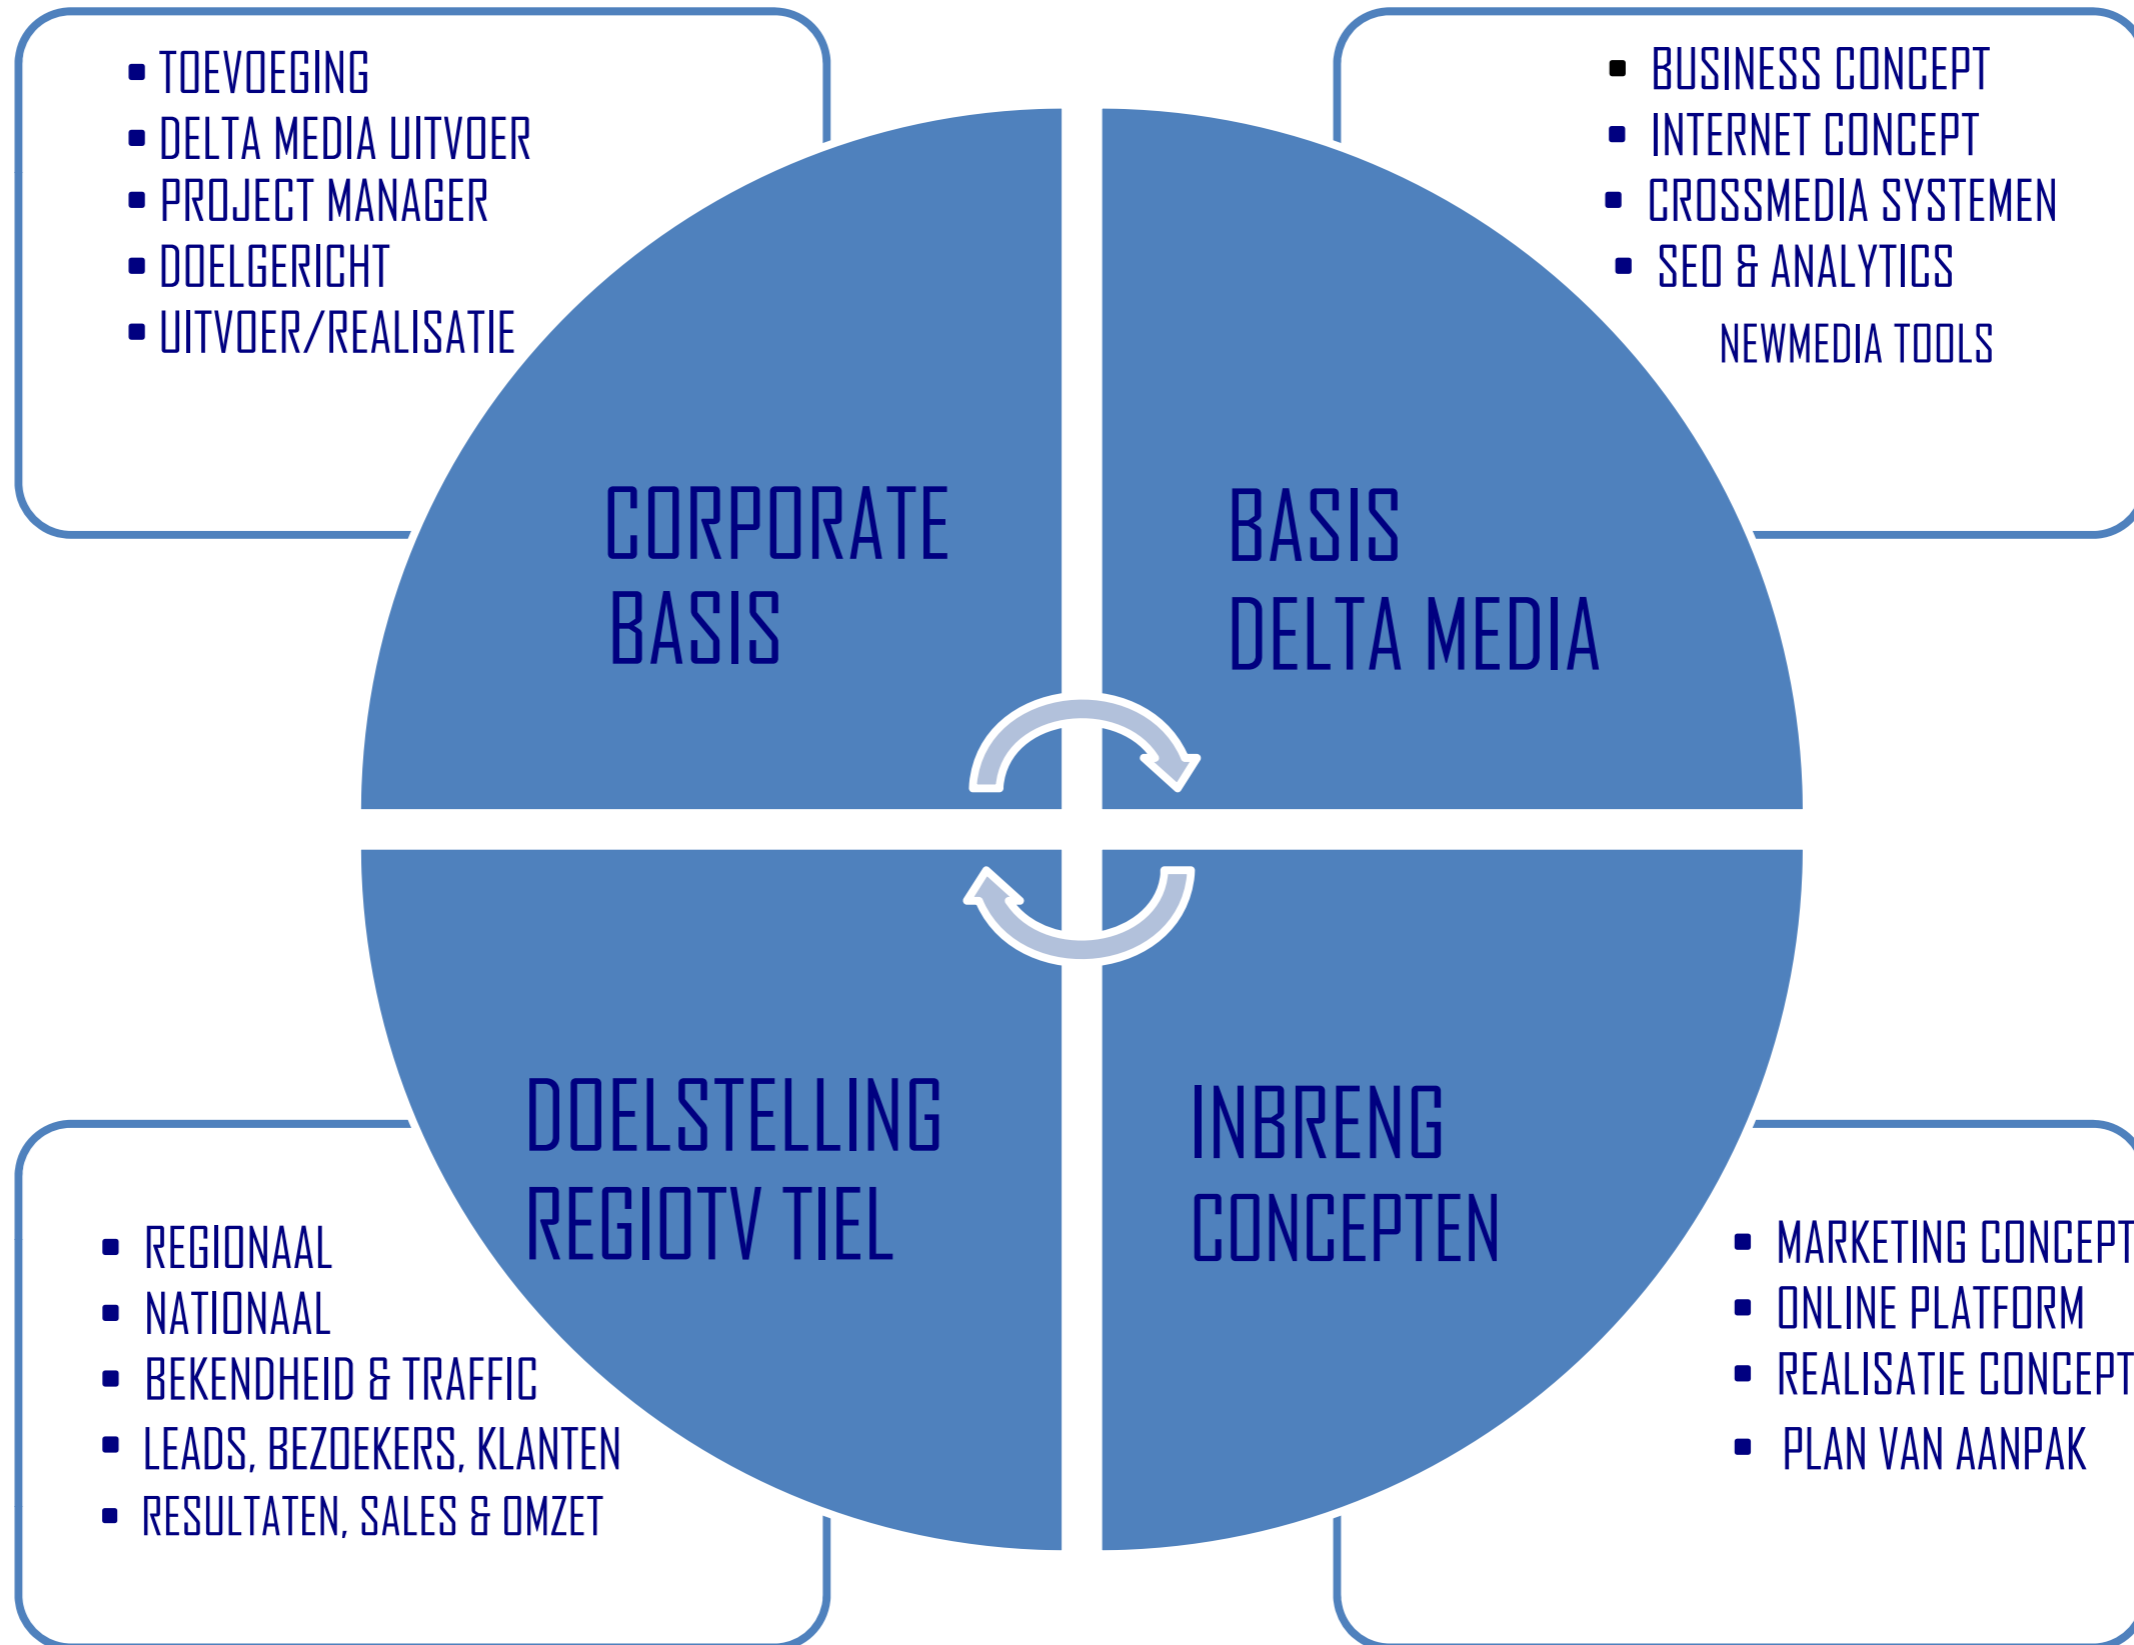 TOEVOEGING
DELTA MEDIA UITVOER
PROJECT MANAGER
DOELGERICHT
UITVOER/REALISATIE
BUSINESS CONCEPT
INTERNET CONCEPT
CROSSMEDIA SYSTEMEN
SEO & ANALYTICS
NEWMEDIA TOOLS
CORPORATE
BASIS
BASIS
DELTA MEDIA
DOELSTELLING
REGIOTV TIEL
INBRENG
CONCEPTEN
REGIONAAL
NATIONAAL
BEKENDHEID & TRAFFIC
LEADS, BEZOEKERS, KLANTEN
RESULTATEN, SALES & OMZET
MARKETING CONCEPT
ONLINE PLATFORM
REALISATIE CONCEPT
PLAN VAN AANPAK